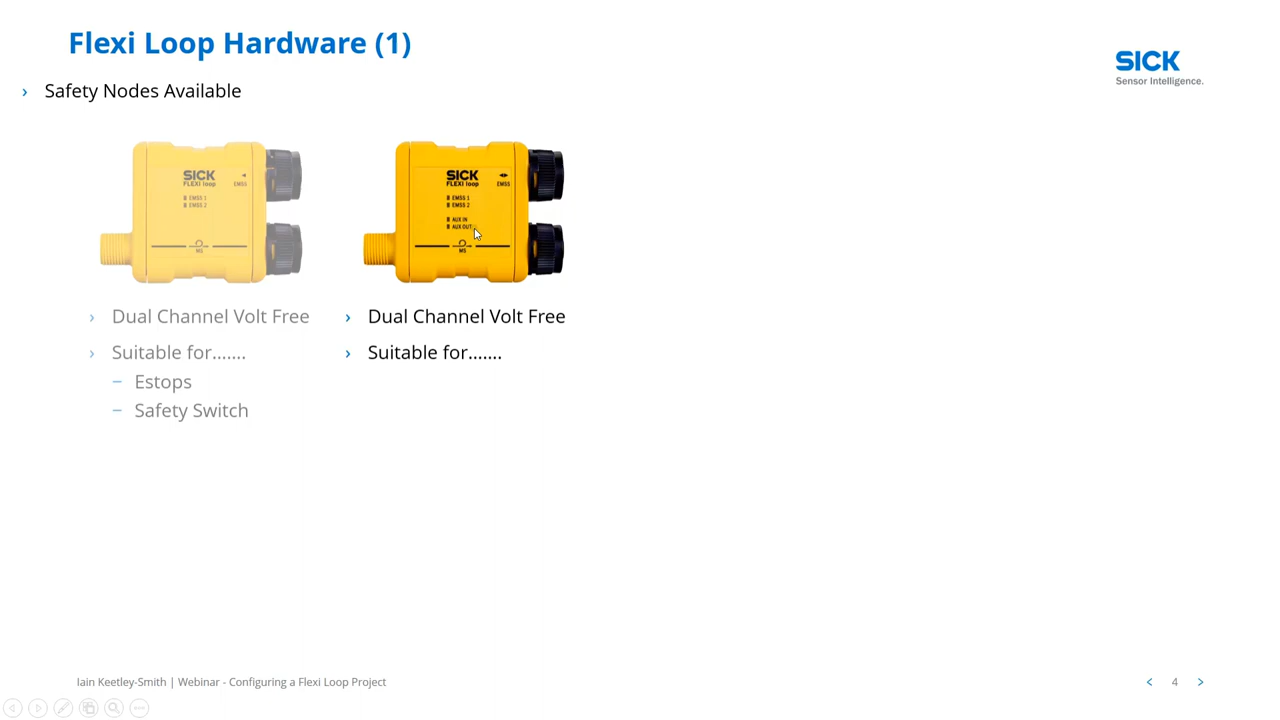 Flexi Loop Hardware (1)
SICK
Sensor Intelligence.
› Safety Nodes Available
SICK
FLEXI loop
EMSS
EMSS 1
EMSS 2
MS
SICK
FLEXI loop
EMSS
EMSS 1
EMSS 2
AUX IN
AUX OUT
MS
› Dual Channel Volt Free
› Suitable for.......
– Estops
– Safety Switch
› Dual Channel Volt Free
› Suitable for.......
Iain Keetley-Smith | Webinar - Configuring a Flexi Loop Project
4